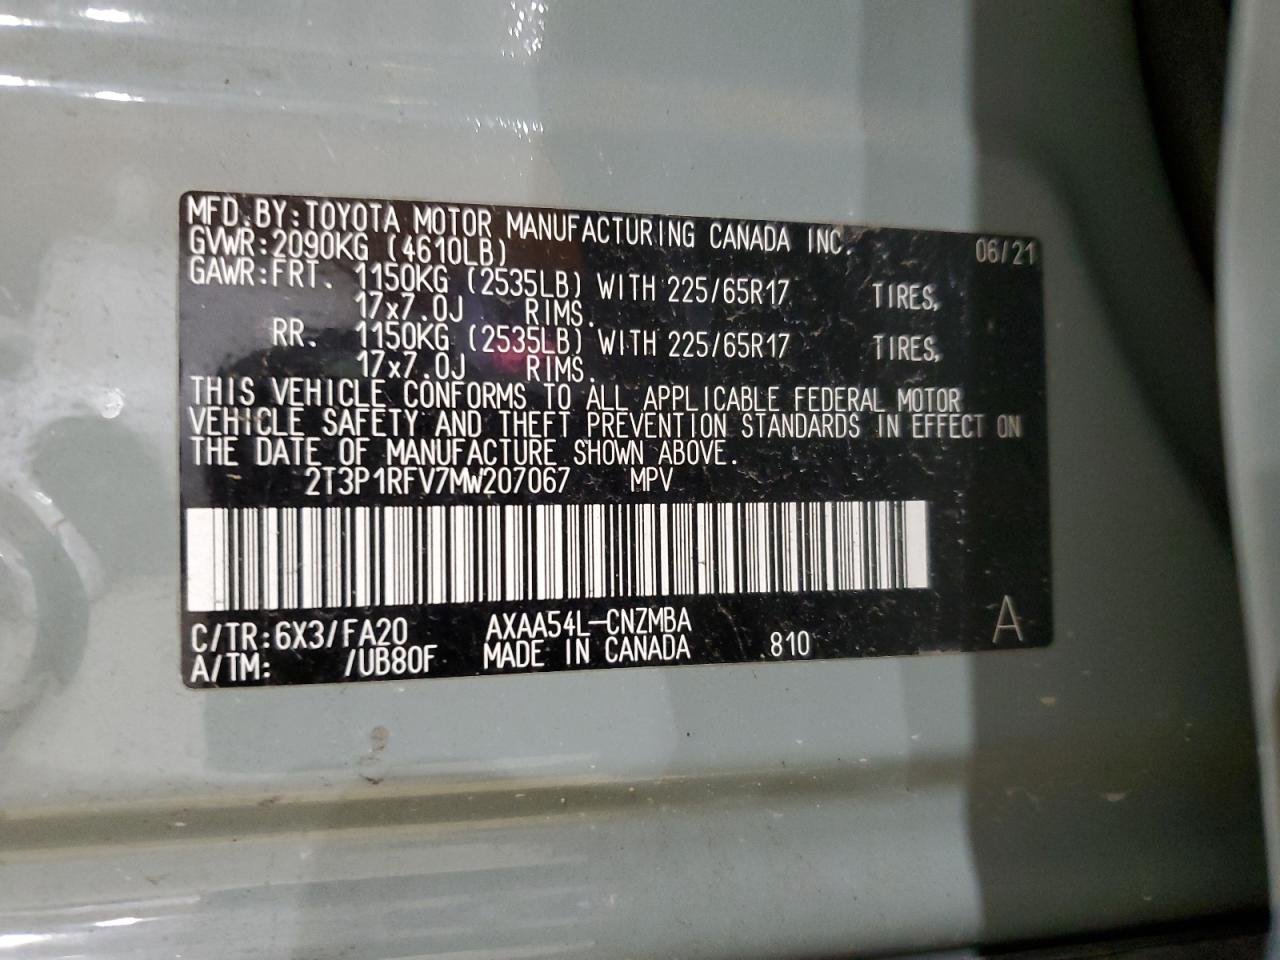 MFD.BY:TOYOTA MOTOR MANUFACTURING CANADA INC. 06/21
GVWR:2090KG (4610LB)
GAWR:FRT. 1150KG (2535LB) WITH 225/65R17 TIRES,
17x7.0J RIMS.
RR. 1150KG (2535LB) WITH 225/65R17 TIRES,
17x7.0J RIMS.
THIS VEHICLE CONFORMS TO ALL APPLICABLE FEDERAL MOTOR
VEHICLE SAFETY AND THEFT PREVENTION STANDARDS IN EFFECT ON
THE DATE OF MANUFACTURE SHOWN ABOVE.
2T3P1RFV7MW207067 MPV
C/TR:6X3/FA20 AXAA54L-CNZMBA A
A/TM: /UB80F MADE IN CANADA 810